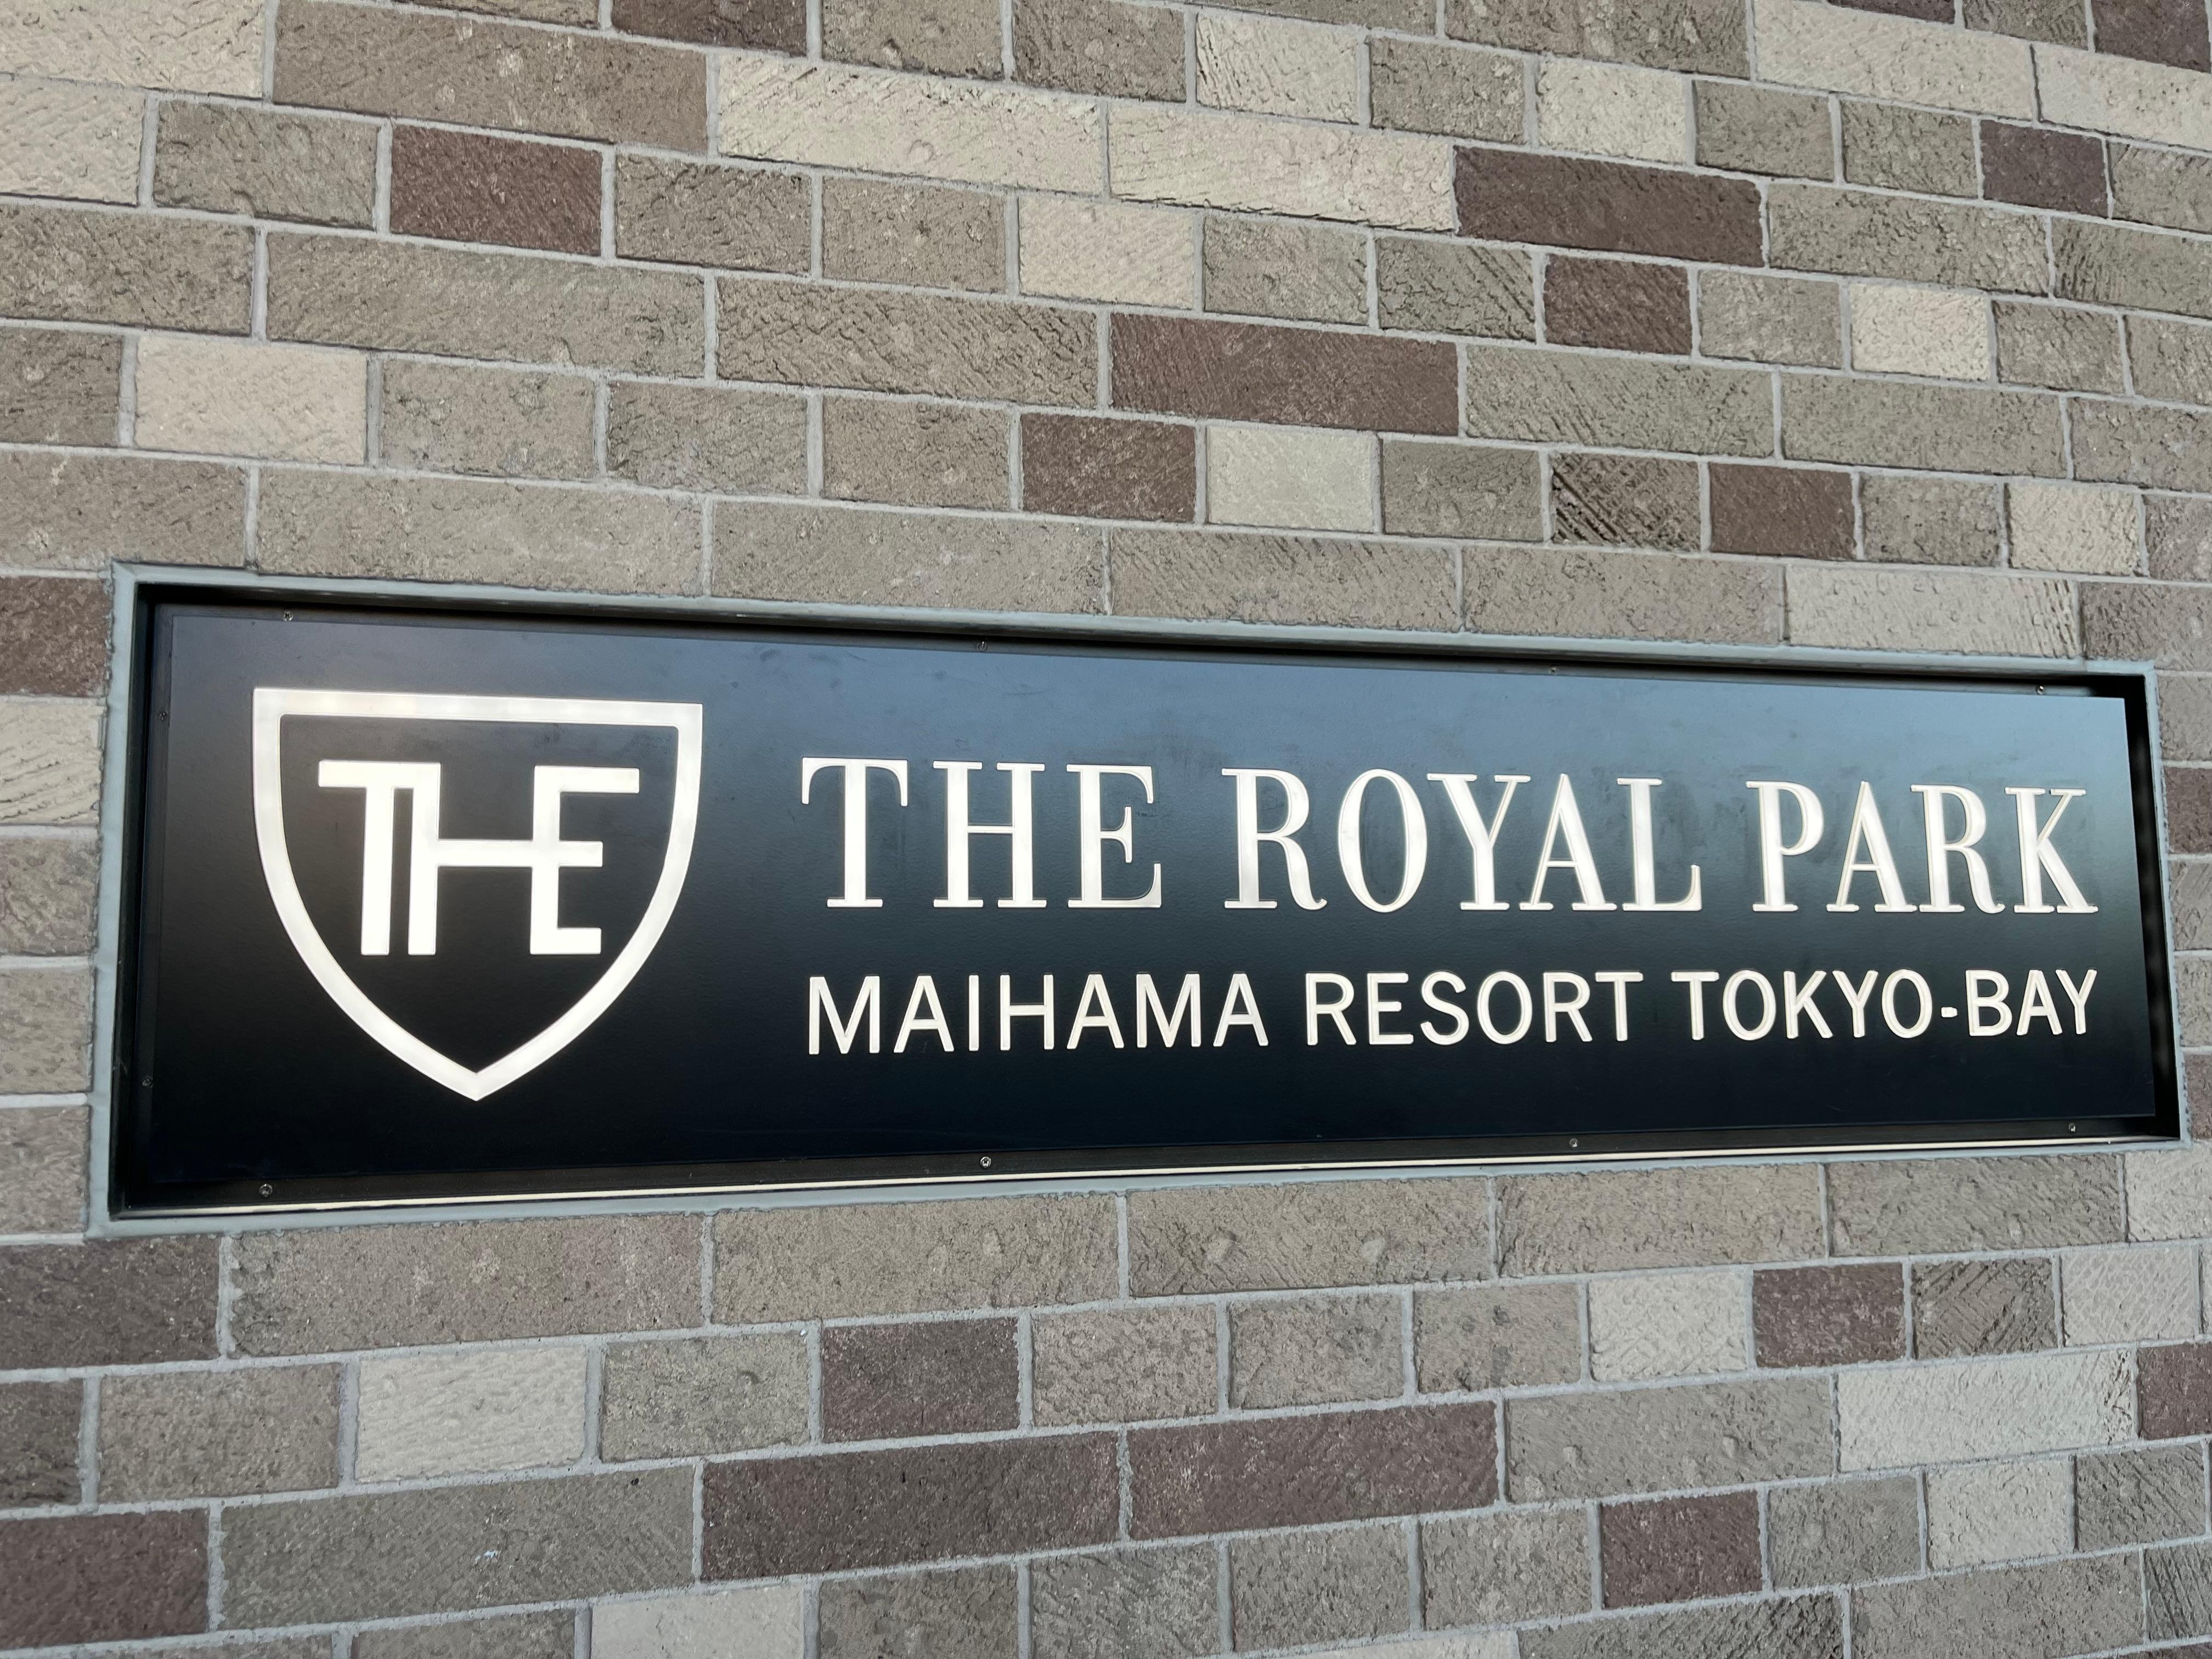 THE
THE ROYAL PARK
MAIHAMA RESORT TOKYO-BAY